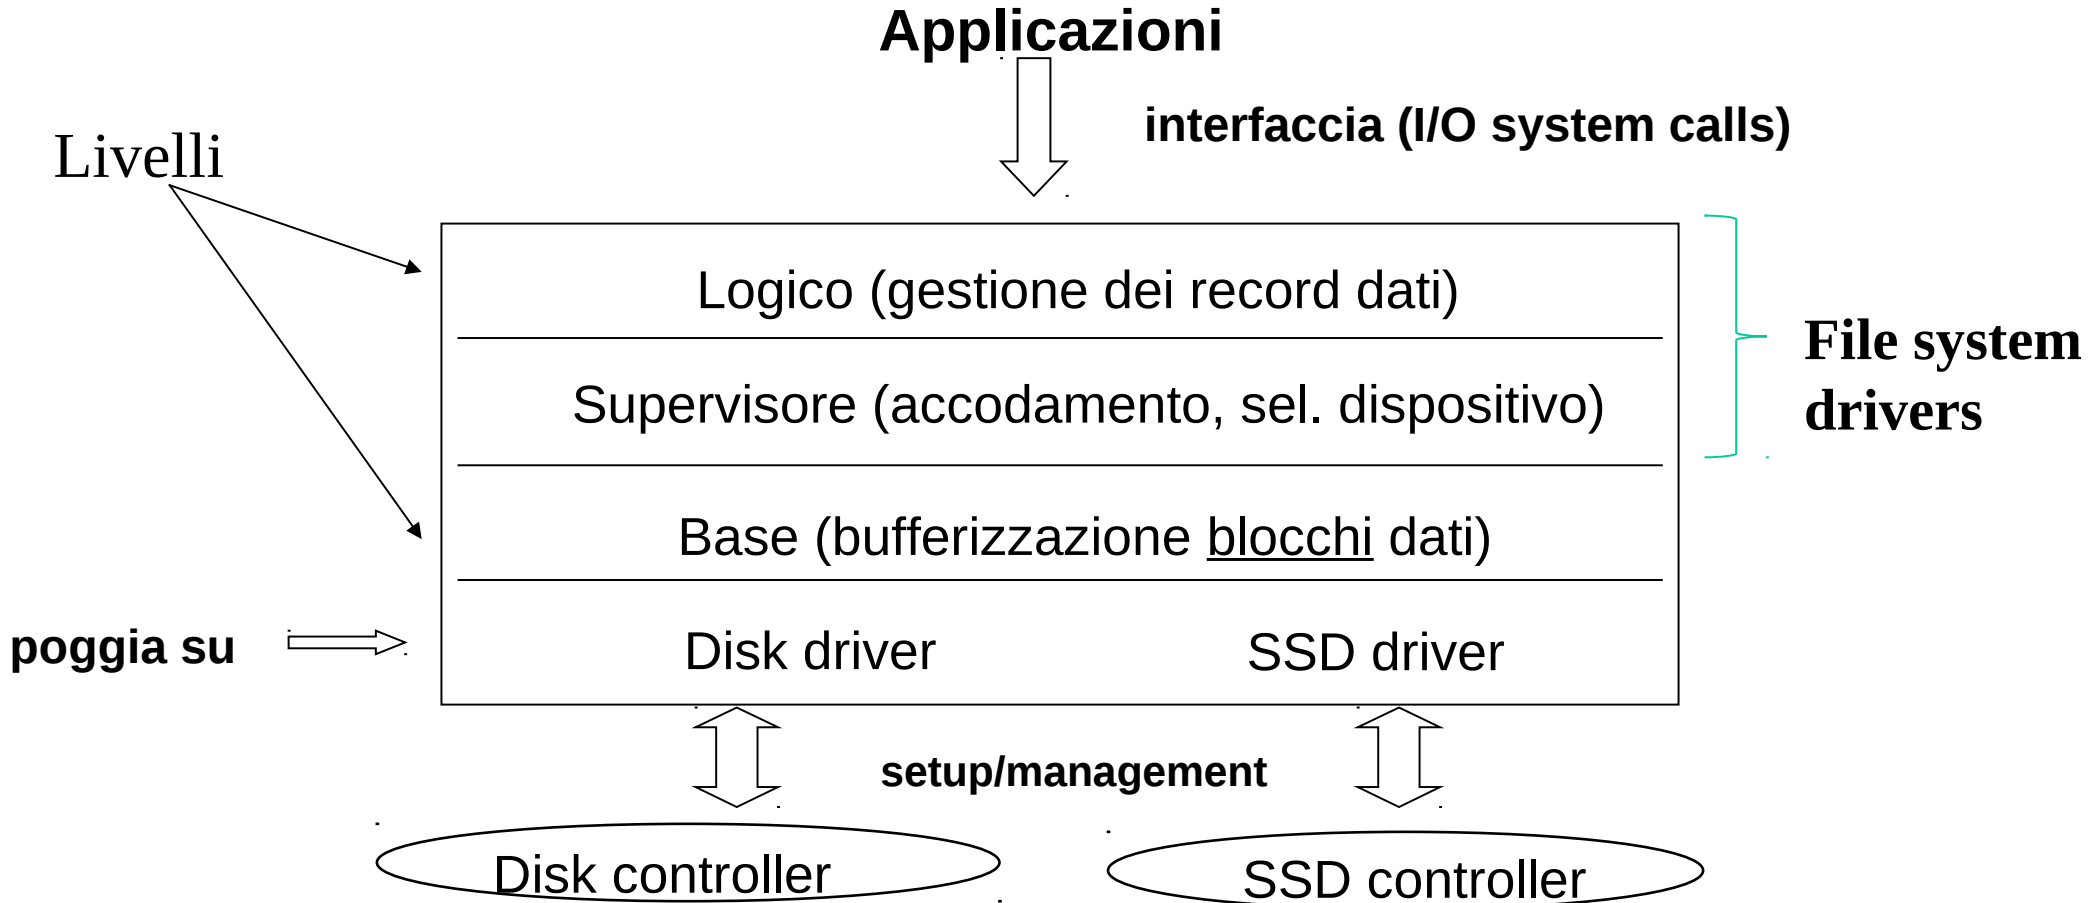 Applicazioni
interfaccia (I/O system calls)
Livelli
Logico (gestione dei record dati)
Supervisore (accodamento, sel. dispositivo)
File system
drivers
Base (bufferizzazione blocchi dati)
poggia su
Disk driver
SSD driver
setup/management
Disk controller
SSD controller